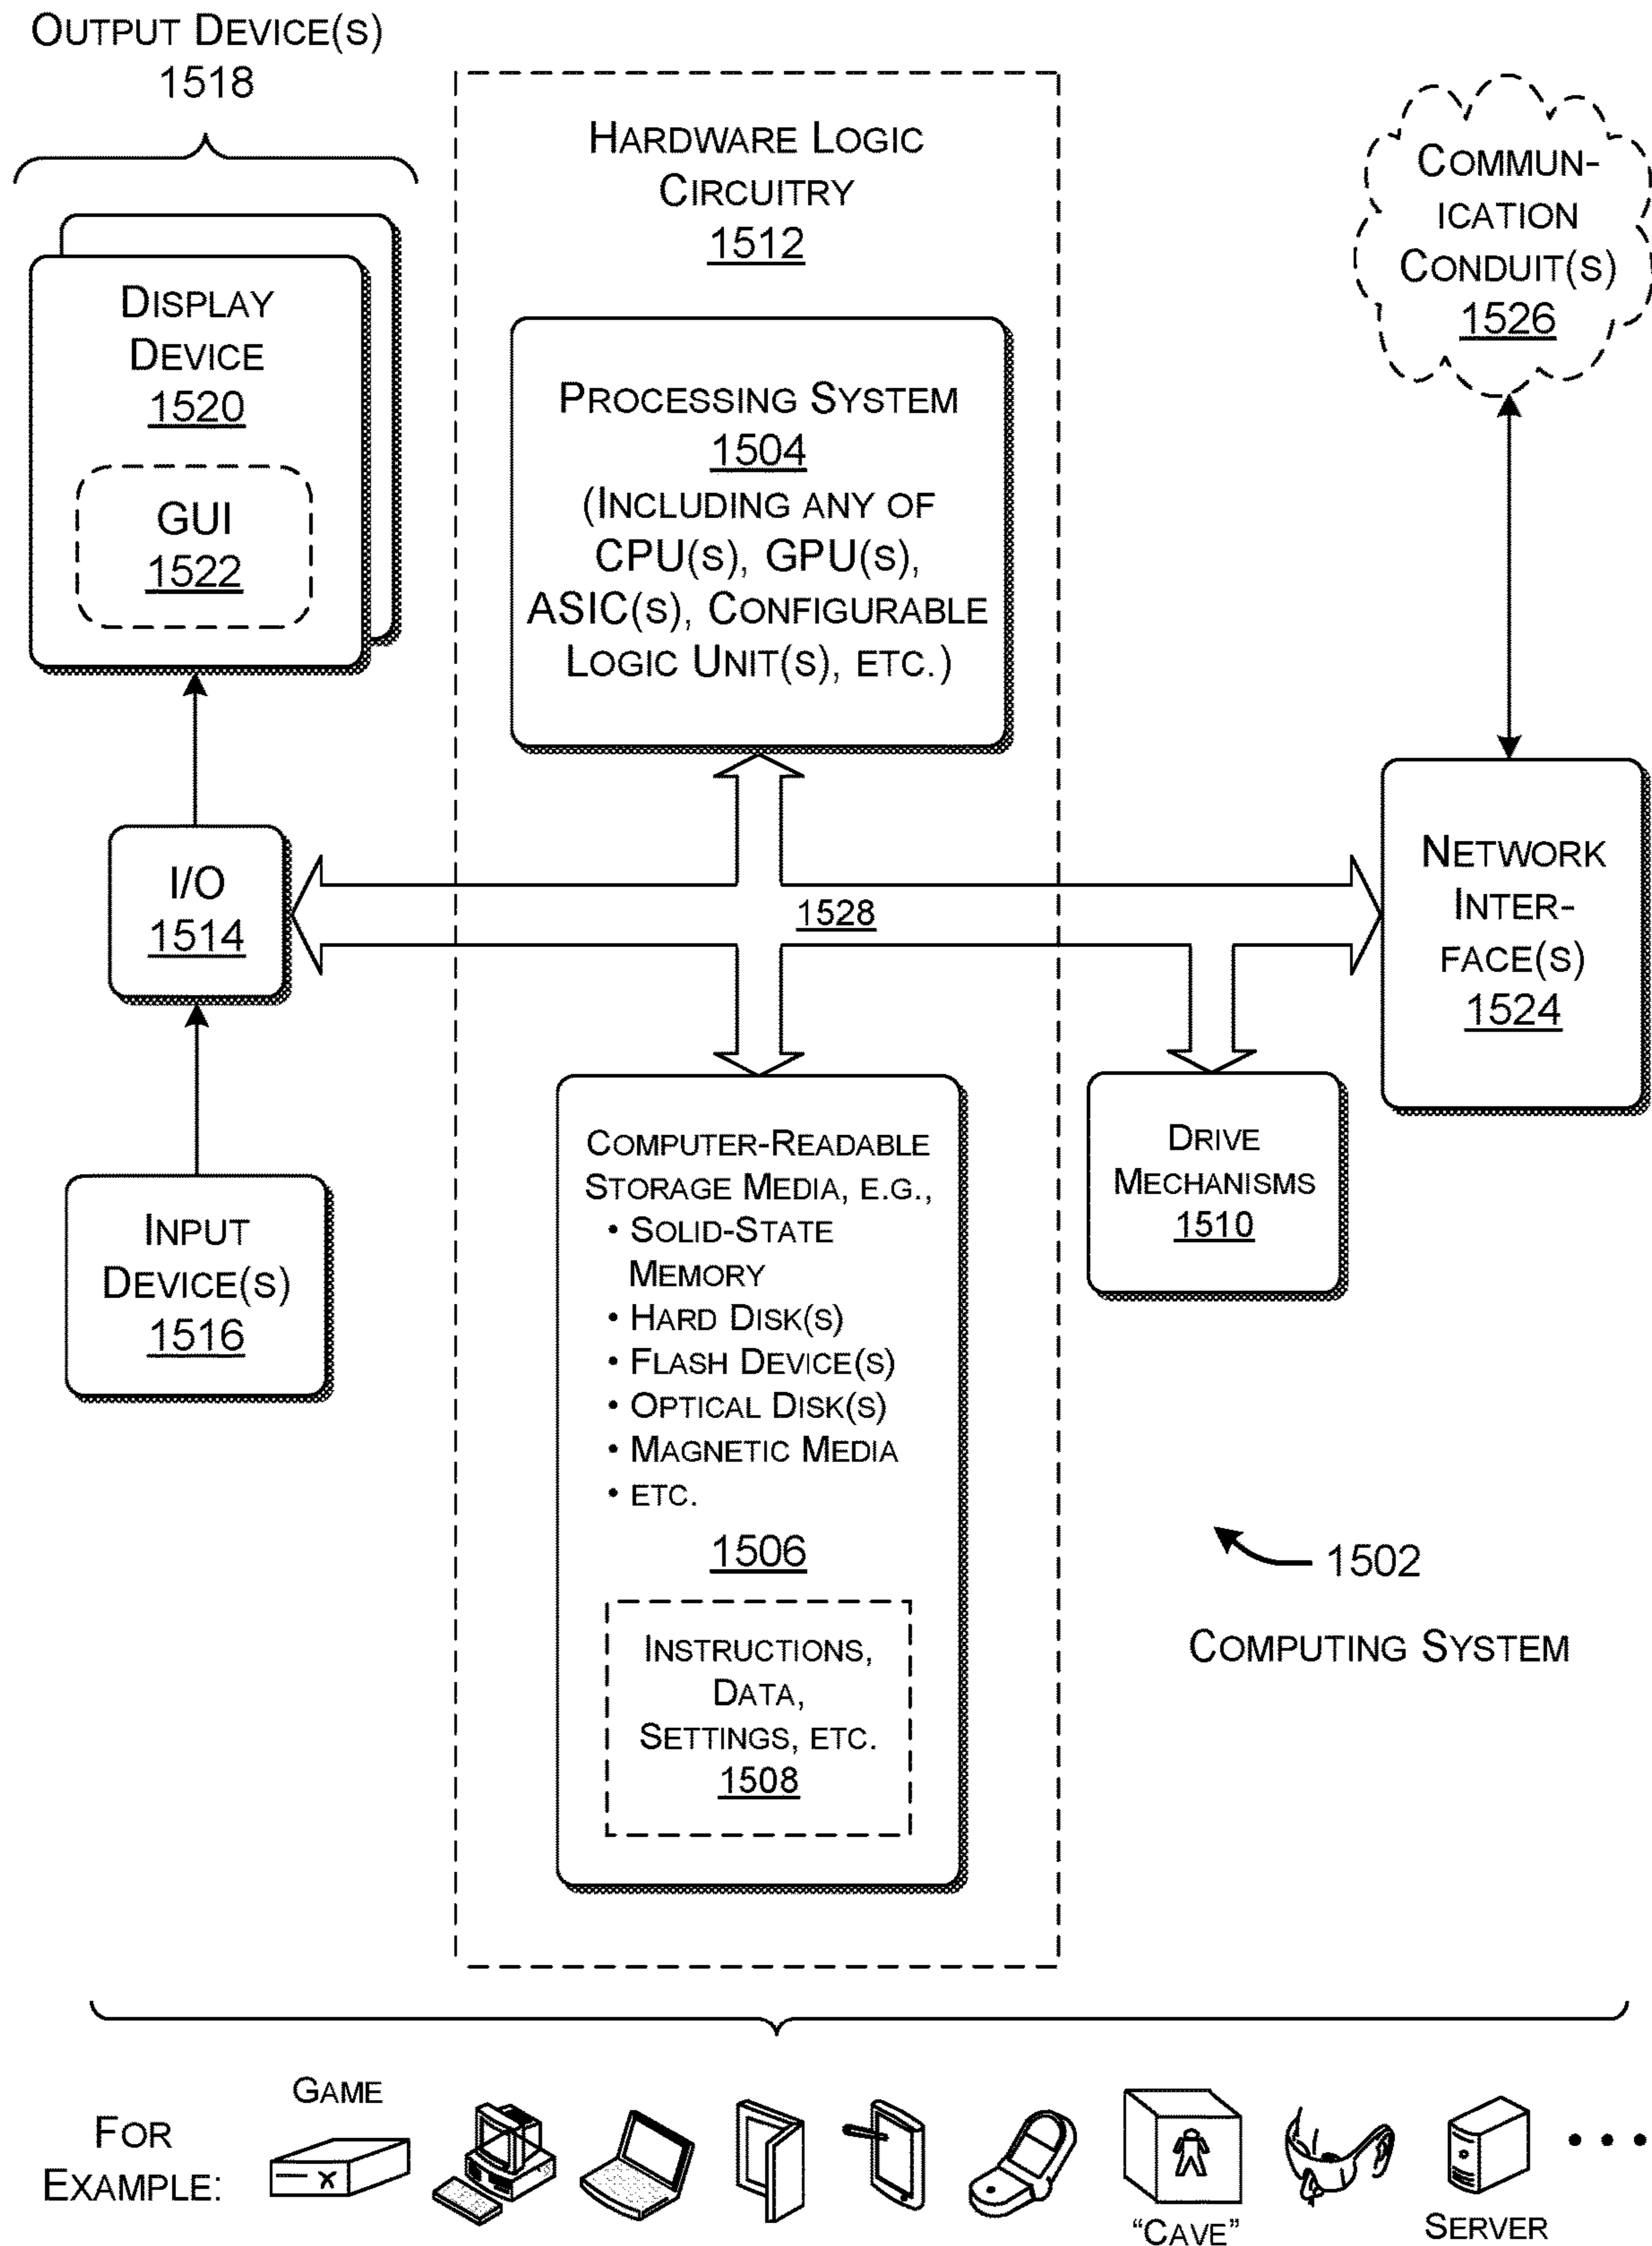 OUTPUT DEVICE(S)
1518
DISPLAY
DEVICE
1520
GUI
1522
I/O
1514
INPUT
DEVICE(S)
1516
HARDWARE LOGIC
CIRCUITRY
1512
PROCESSING SYSTEM
1504
(INCLUDING ANY OF
CPU(S), GPU(S),
ASIC(S), CONFIGURABLE
LOGIC UNIT(S), ETC.)
1528
COMPUTER-READABLE
STORAGE MEDIA, E.G.,
• SOLID-STATE
MEMORY
• HARD DISK(S)
• FLASH DEVICE(S)
• OPTICAL DISK(S)
• MAGNETIC MEDIA
• ETC.
1506
INSTRUCTIONS,
DATA,
SETTINGS, ETC.
1508
COMMUN-
ICATION
CONDUIT(S)
1526
NETWORK
INTER-
FACE(S)
1524
DRIVE
MECHANISMS
1510
1502
COMPUTING SYSTEM
FOR
EXAMPLE:
GAME
X
"CAVE"
SERVER
• • •